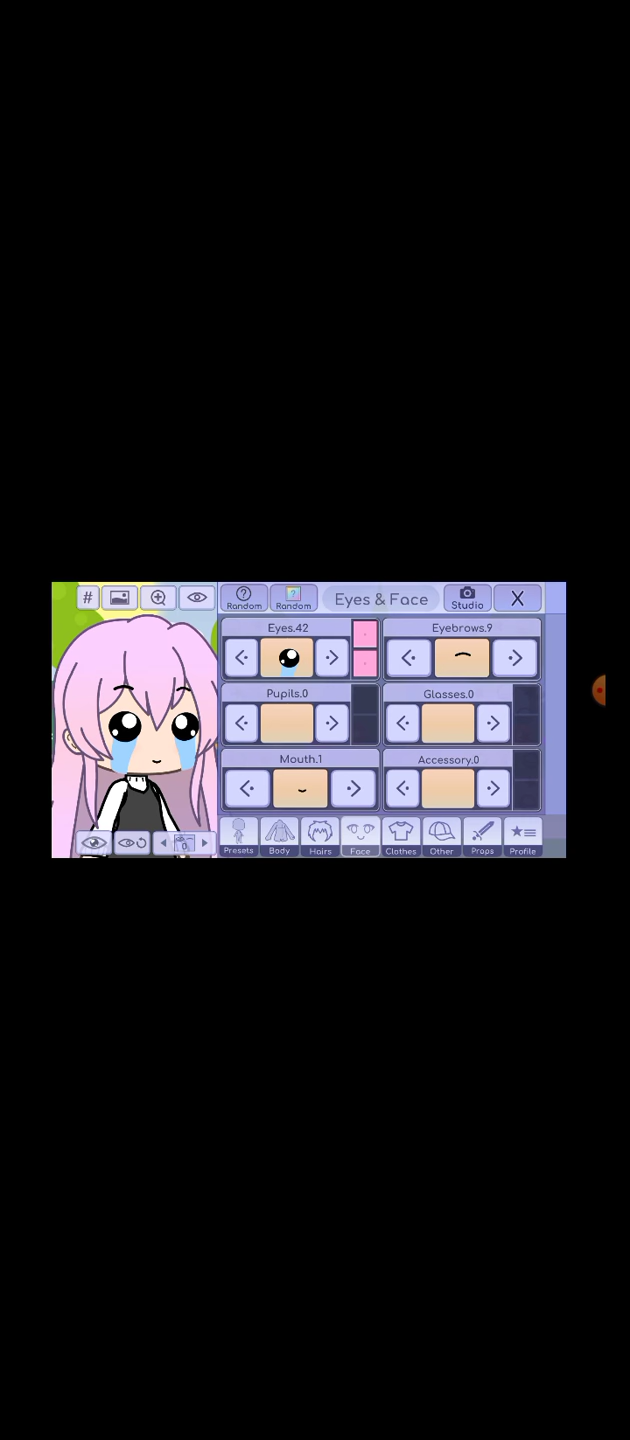 #
Random
Random
Eyes & Face
Studio
X
Eyes.42
Eyebrows.9
Pupils.0
Glasses.0
Mouth.1
Accessory.0
0
Presets
Body
Hairs
Face
Clothes
Other
Props
Profile